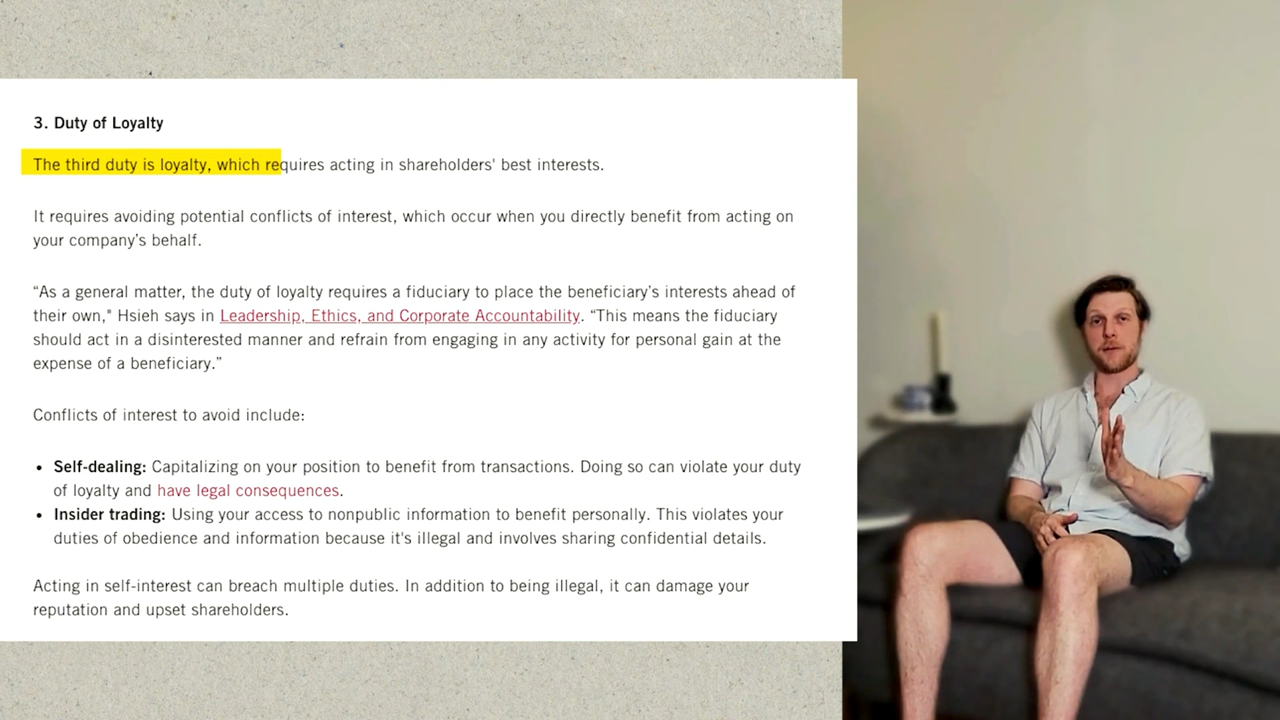 3. Duty of Loyalty
The third duty is loyalty, which requires acting in shareholders' best interests.
It requires avoiding potential conflicts of interest, which occur when you directly benefit from acting on
your company's behalf.
“As a general matter, the duty of loyalty requires a fiduciary to place the beneficiary's interests ahead of
their own," Hsieh says in Leadership, Ethics, and Corporate Accountability. “This means the fiduciary
should act in a disinterested manner and refrain from engaging in any activity for personal gain at the
expense of a beneficiary.”
Conflicts of interest to avoid include:
• Self-dealing: Capitalizing on your position to benefit from transactions. Doing so can violate your duty
of loyalty and have legal consequences.
• Insider trading: Using your access to nonpublic information to benefit personally. This violates your
duties of obedience and information because it's illegal and involves sharing confidential details.
Acting in self-interest can breach multiple duties. In addition to being illegal, it can damage your
reputation and upset shareholders.